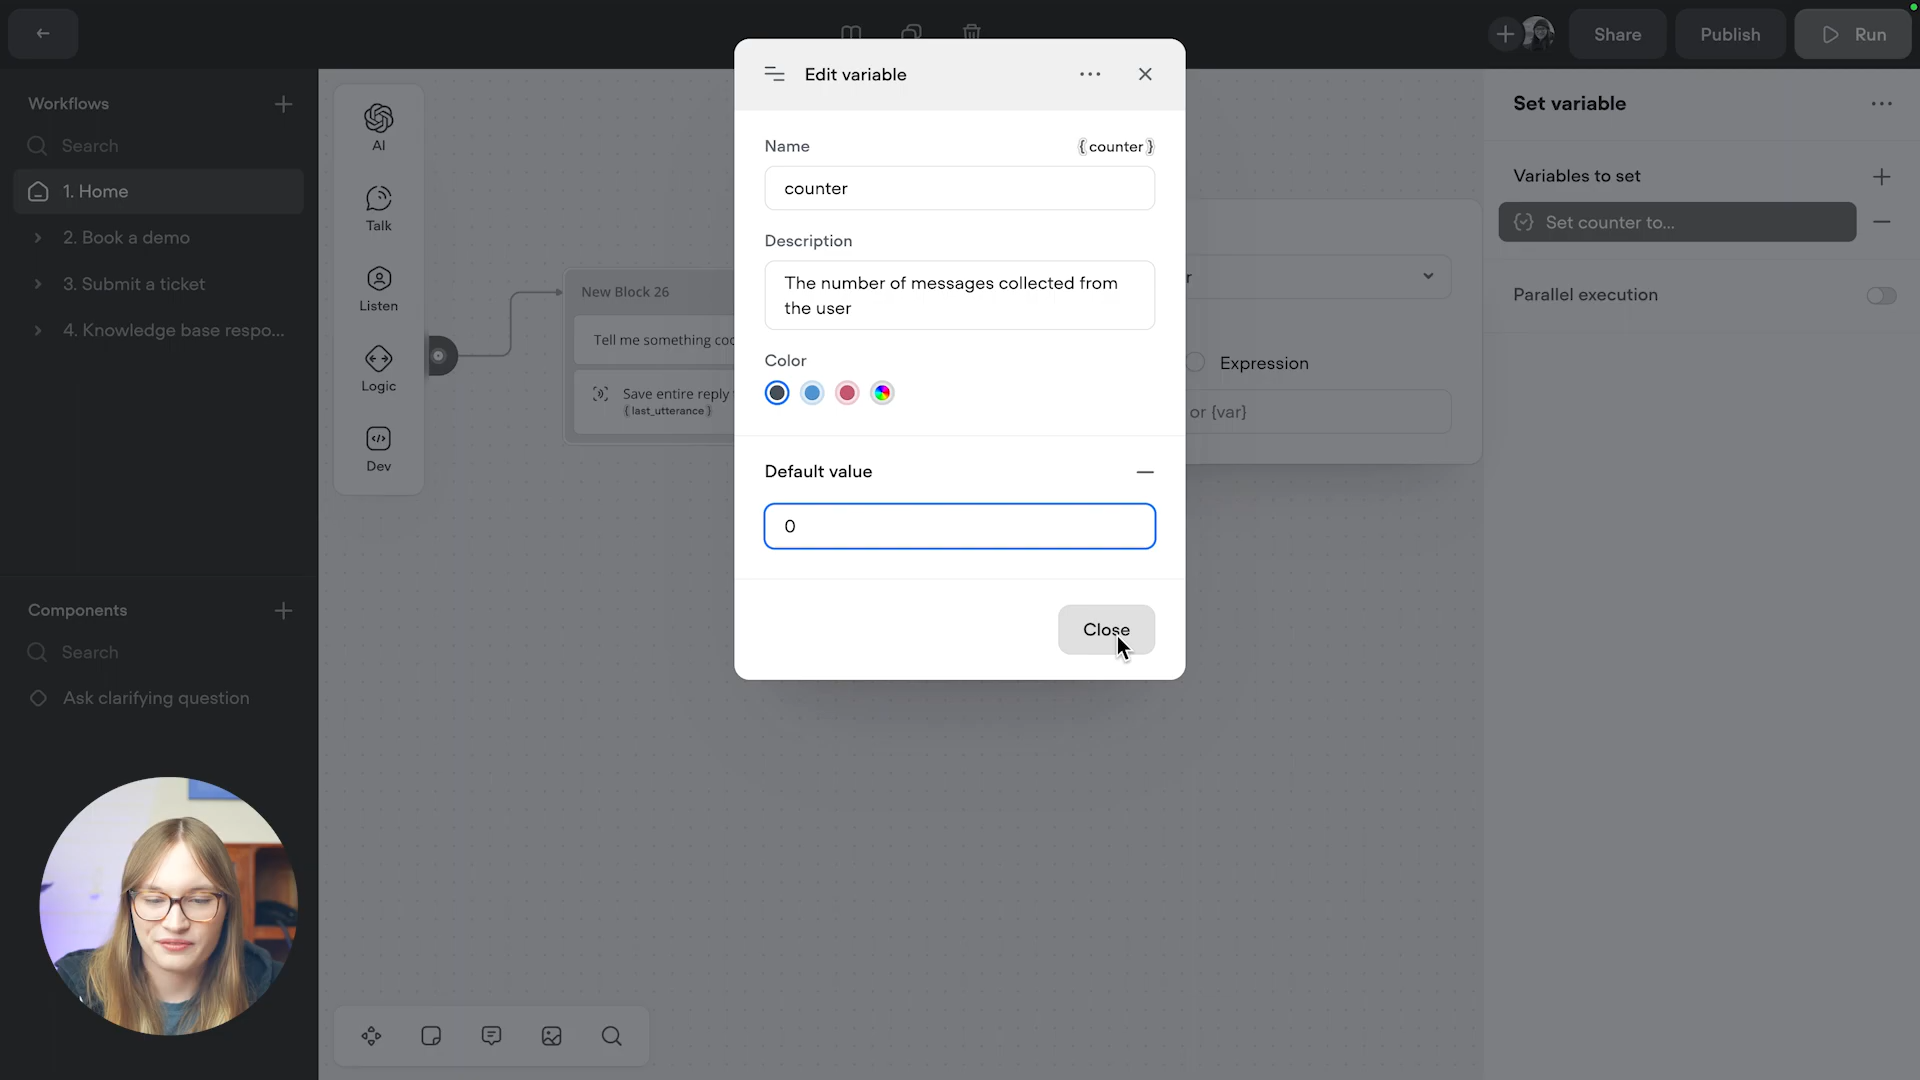 Share
Publish
Run
Workflows
Search
1. Home
2. Book a demo
3. Submit a ticket
4. Knowledge base respo...
Components
Search
Ask clarifying question
AI
Talk
Listen
Logic
Dev
New Block 26
Tell me something coo
Save entire reply
{last_utterance}
Edit variable
Name
{counter}
counter
Description
The number of messages collected from
the user
Color
Default value
0
Close
r
Expression
or {var}
Set variable
Variables to set
Set counter to...
Parallel execution